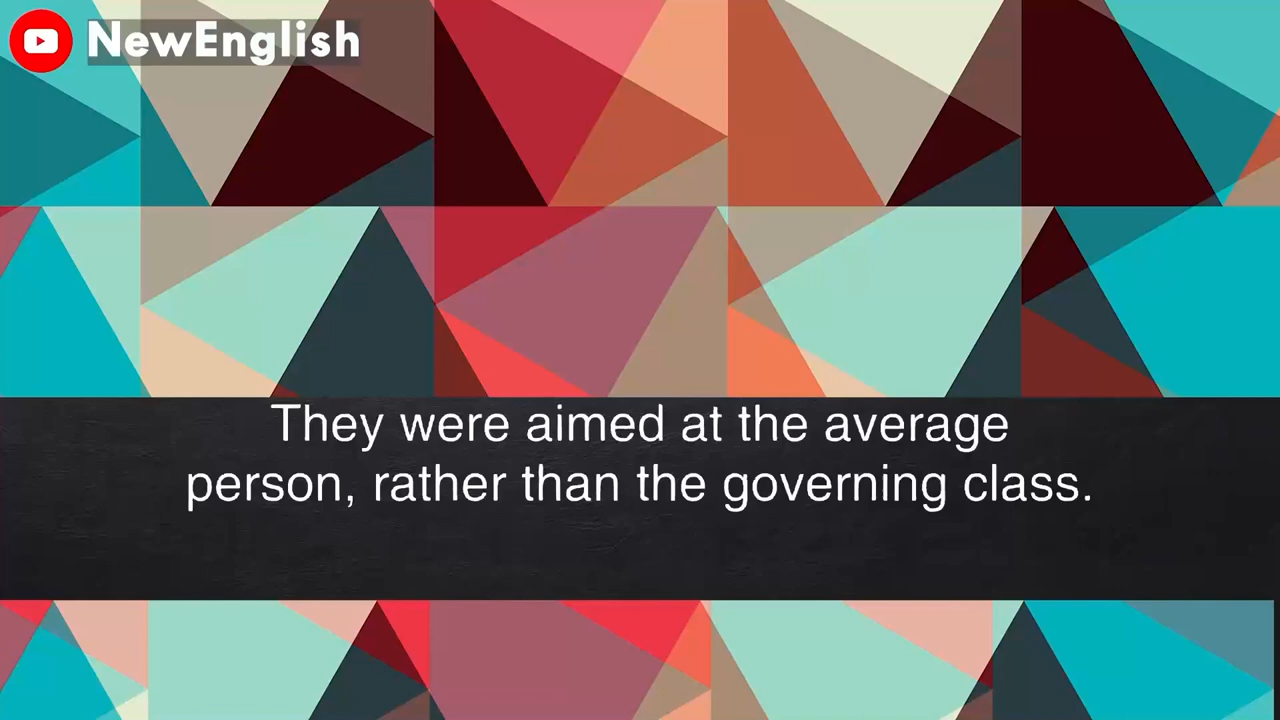 NewEnglish
They were aimed at the average
person, rather than the governing class.